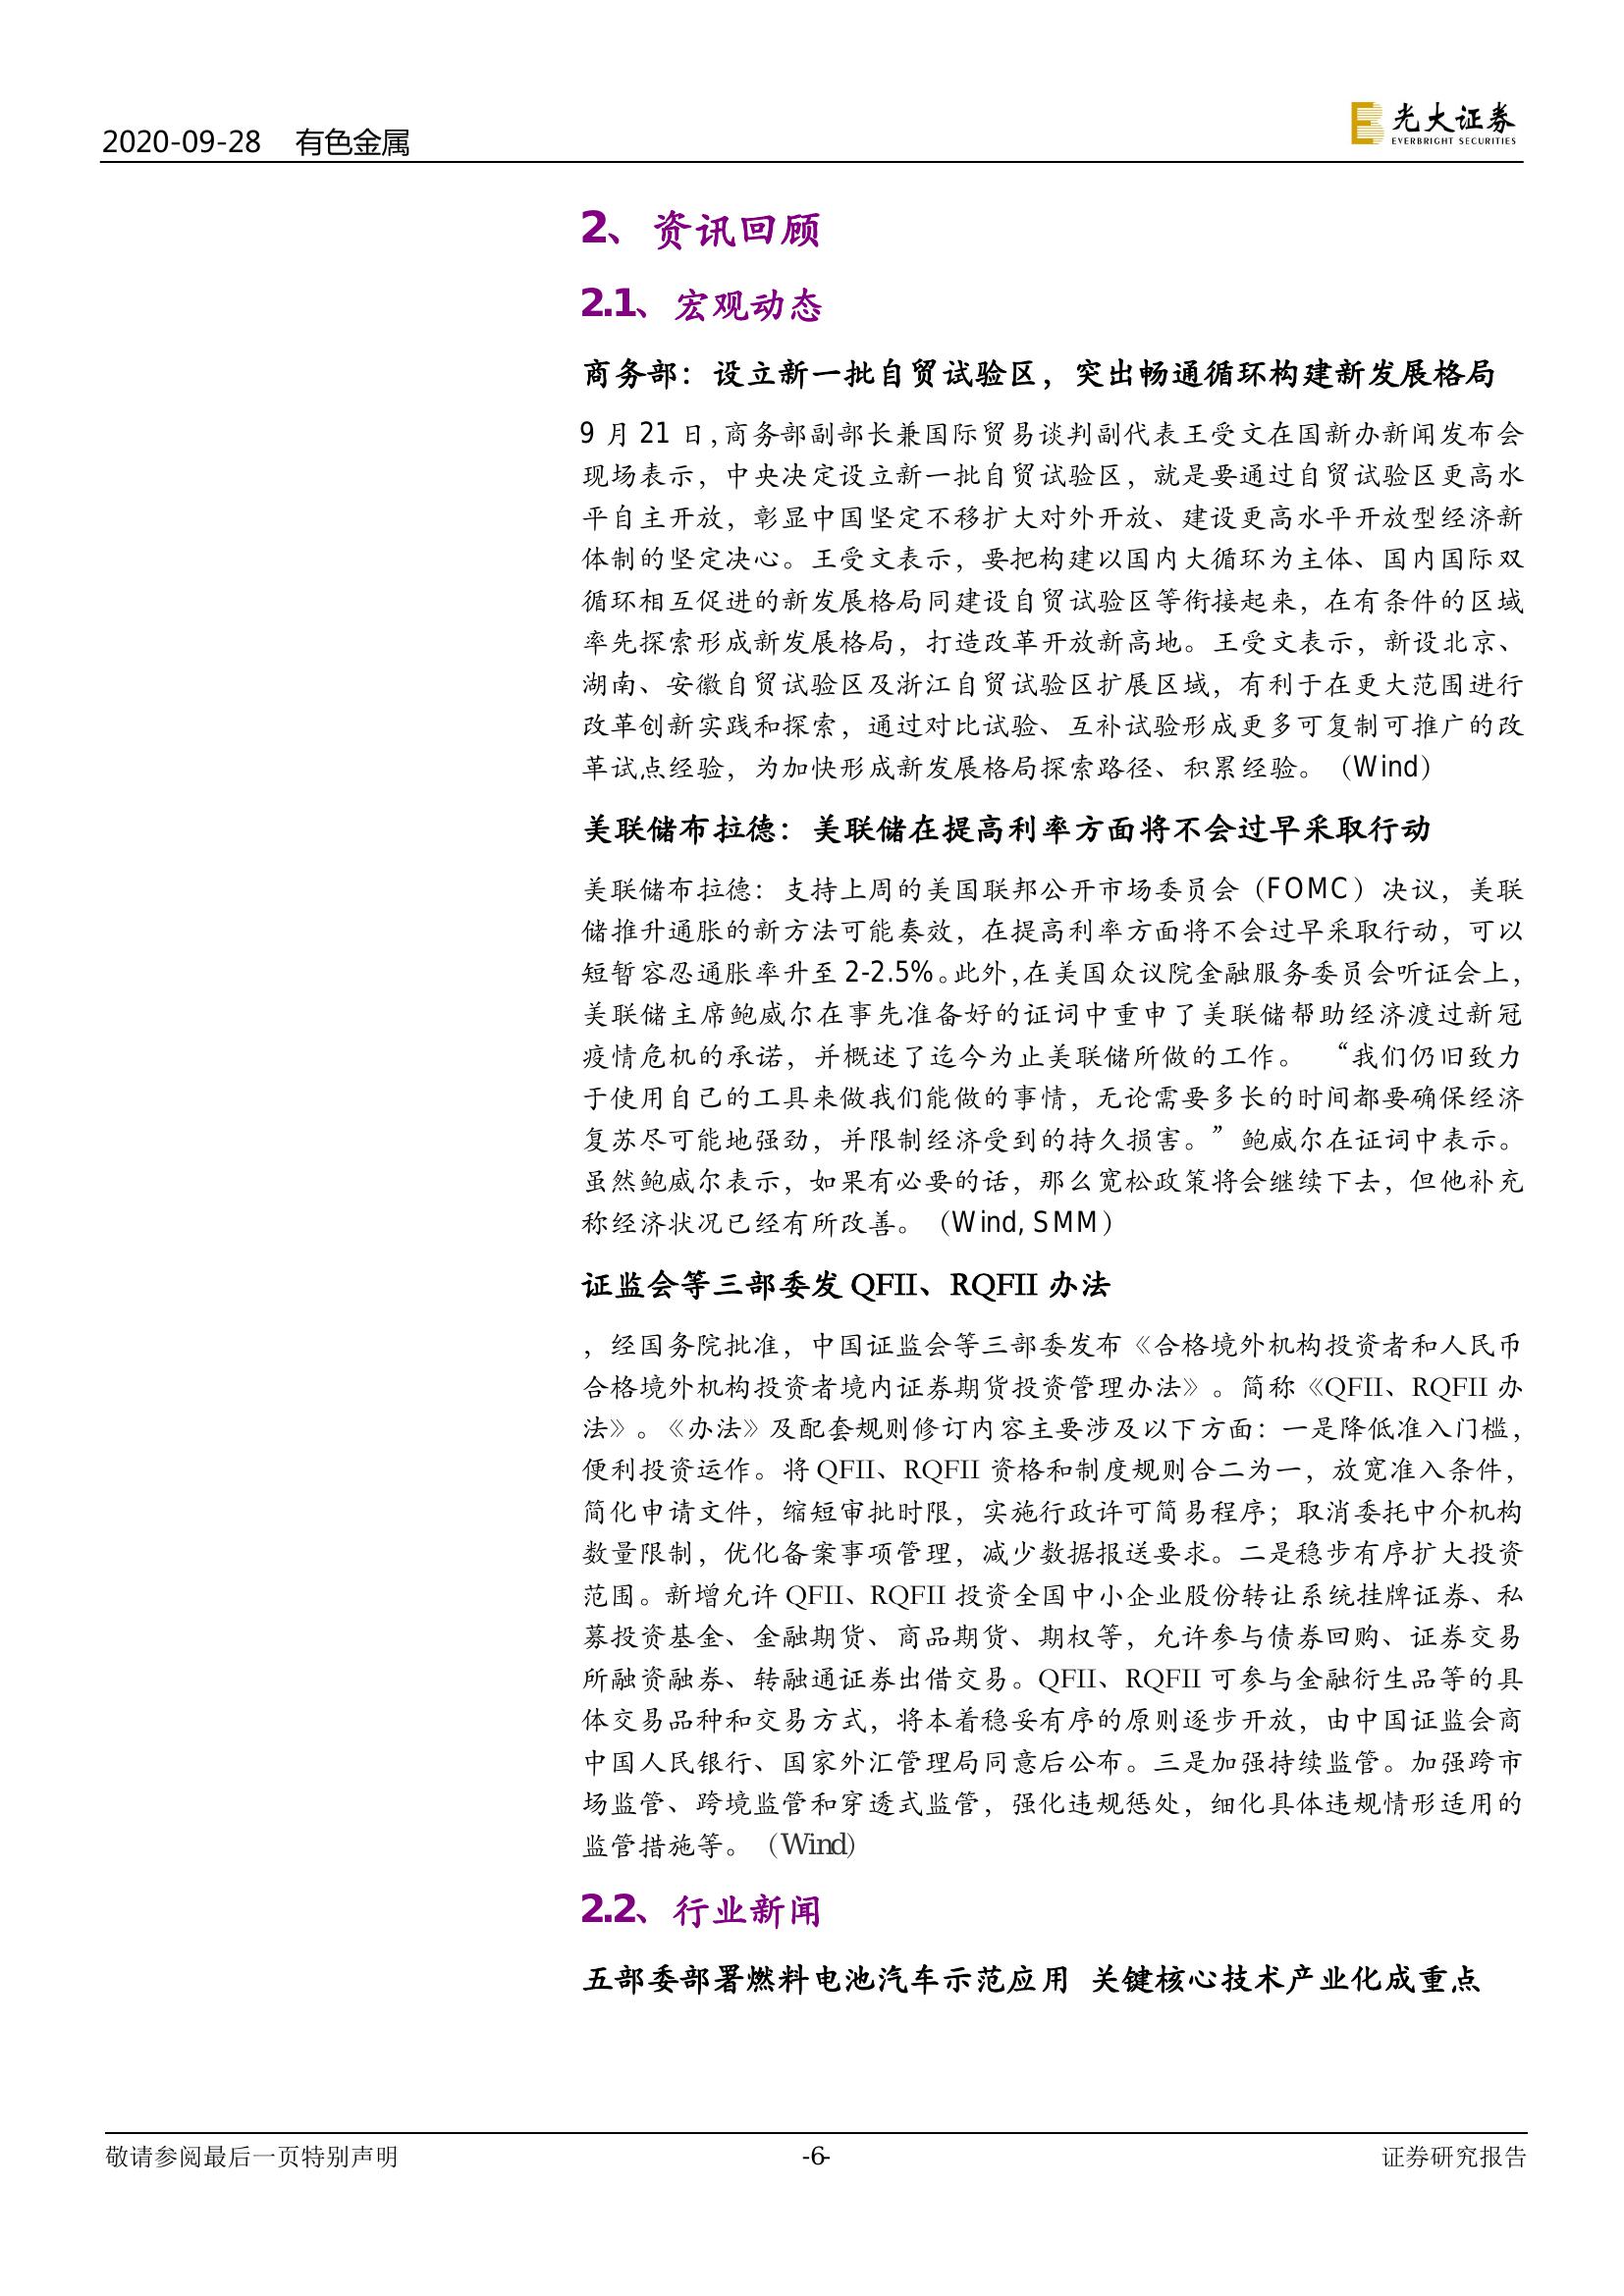 2020-09-28 有色金属
光大证券
EVERBRIGHT SECURITIES
2、资讯回顾
2.1、宏观动态
商务部：设立新一批自贸试验区，突出畅通循环构建新发展格局
9 月 21 日，商务部副部长兼国际贸易谈判副代表王受文在国新办新闻发布会
现场表示，中央决定设立新一批自贸试验区，就是要通过自贸试验区更高水
平自主开放，彰显中国坚定不移扩大对外开放、建设更高水平开放型经济新
体制的坚定决心。王受文表示，要把构建以国内大循环为主体、国内国际双
循环相互促进的新发展格局同建设自贸试验区等衔接起来，在有条件的区域
率先探索形成新发展格局，打造改革开放新高地。王受文表示，新设北京、
湖南、安徽自贸试验区及浙江自贸试验区扩展区域，有利于在更大范围进行
改革创新实践和探索，通过对比试验、互补试验形成更多可复制可推广的改
革试点经验，为加快形成新发展格局探索路径、积累经验。（Wind）
美联储布拉德：美联储在提高利率方面将不会过早采取行动
美联储布拉德：支持上周的美国联邦公开市场委员会（FOMC）决议，美联
储推升通胀的新方法可能奏效，在提高利率方面将不会过早采取行动，可以
短暂容忍通胀率升至 2-2.5%。此外，在美国众议院金融服务委员会听证会上，
美联储主席鲍威尔在事先准备好的证词中重申了美联储帮助经济渡过新冠
疫情危机的承诺，并概述了迄今为止美联储所做的工作。 “我们仍旧致力
于使用自己的工具来做我们能做的事情，无论需要多长的时间都要确保经济
复苏尽可能地强劲，并限制经济受到的持久损害。”鲍威尔在证词中表示。
虽然鲍威尔表示，如果有必要的话，那么宽松政策将会继续下去，但他补充
称经济状况已经有所改善。（Wind, SMM）
证监会等三部委发 QFII、RQFII 办法
，经国务院批准，中国证监会等三部委发布《合格境外机构投资者和人民币
合格境外机构投资者境内证券期货投资管理办法》。简称《QFII、RQFII 办
法》。《办法》及配套规则修订内容主要涉及以下方面：一是降低准入门槛，
便利投资运作。将 QFII、RQFII 资格和制度规则合二为一，放宽准入条件，
简化申请文件，缩短审批时限，实施行政许可简易程序；取消委托中介机构
数量限制，优化备案事项管理，减少数据报送要求。二是稳步有序扩大投资
范围。新增允许 QFII、RQFII 投资全国中小企业股份转让系统挂牌证券、私
募投资基金、金融期货、商品期货、期权等，允许参与债券回购、证券交易
所融资融券、转融通证券出借交易。QFII、RQFII 可参与金融衍生品等的具
体交易品种和交易方式，将本着稳妥有序的原则逐步开放，由中国证监会商
中国人民银行、国家外汇管理局同意后公布。三是加强持续监管。加强跨市
场监管、跨境监管和穿透式监管，强化违规惩处，细化具体违规情形适用的
监管措施等。（Wind）
2.2、行业新闻
五部委部署燃料电池汽车示范应用 关键核心技术产业化成重点
敬请参阅最后一页特别声明
-6-
证券研究报告